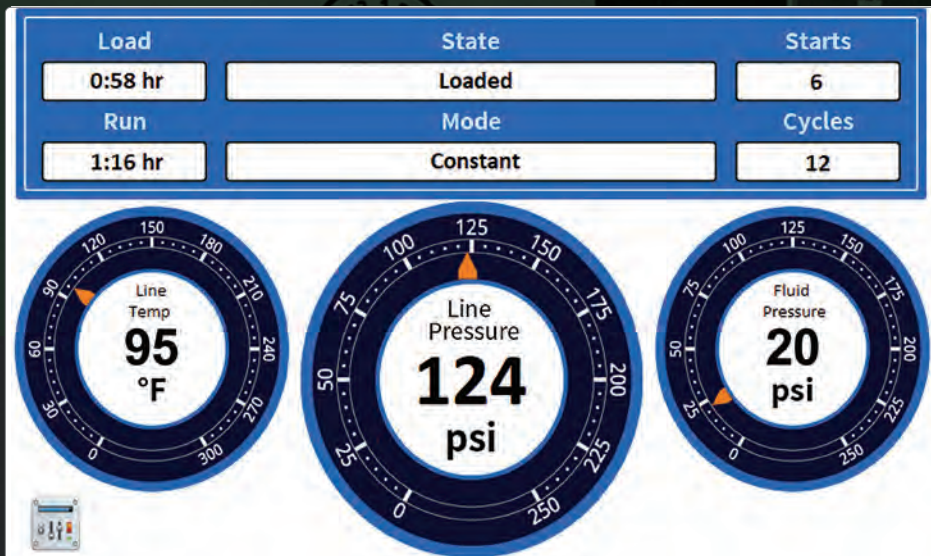 Load State Starts
0:58 hr Loaded 6
Run Mode Cycles
1:16 hr Constant 12
0 30 60 90 120 150 180 210 240 270 300
Line
Temp
95
°F
0 25 50 75 100 125 150 175 200 225 250
Line
Pressure
124
psi
0 25 50 75 100 125 150 175 200 225 250
Fluid
Pressure
20
psi